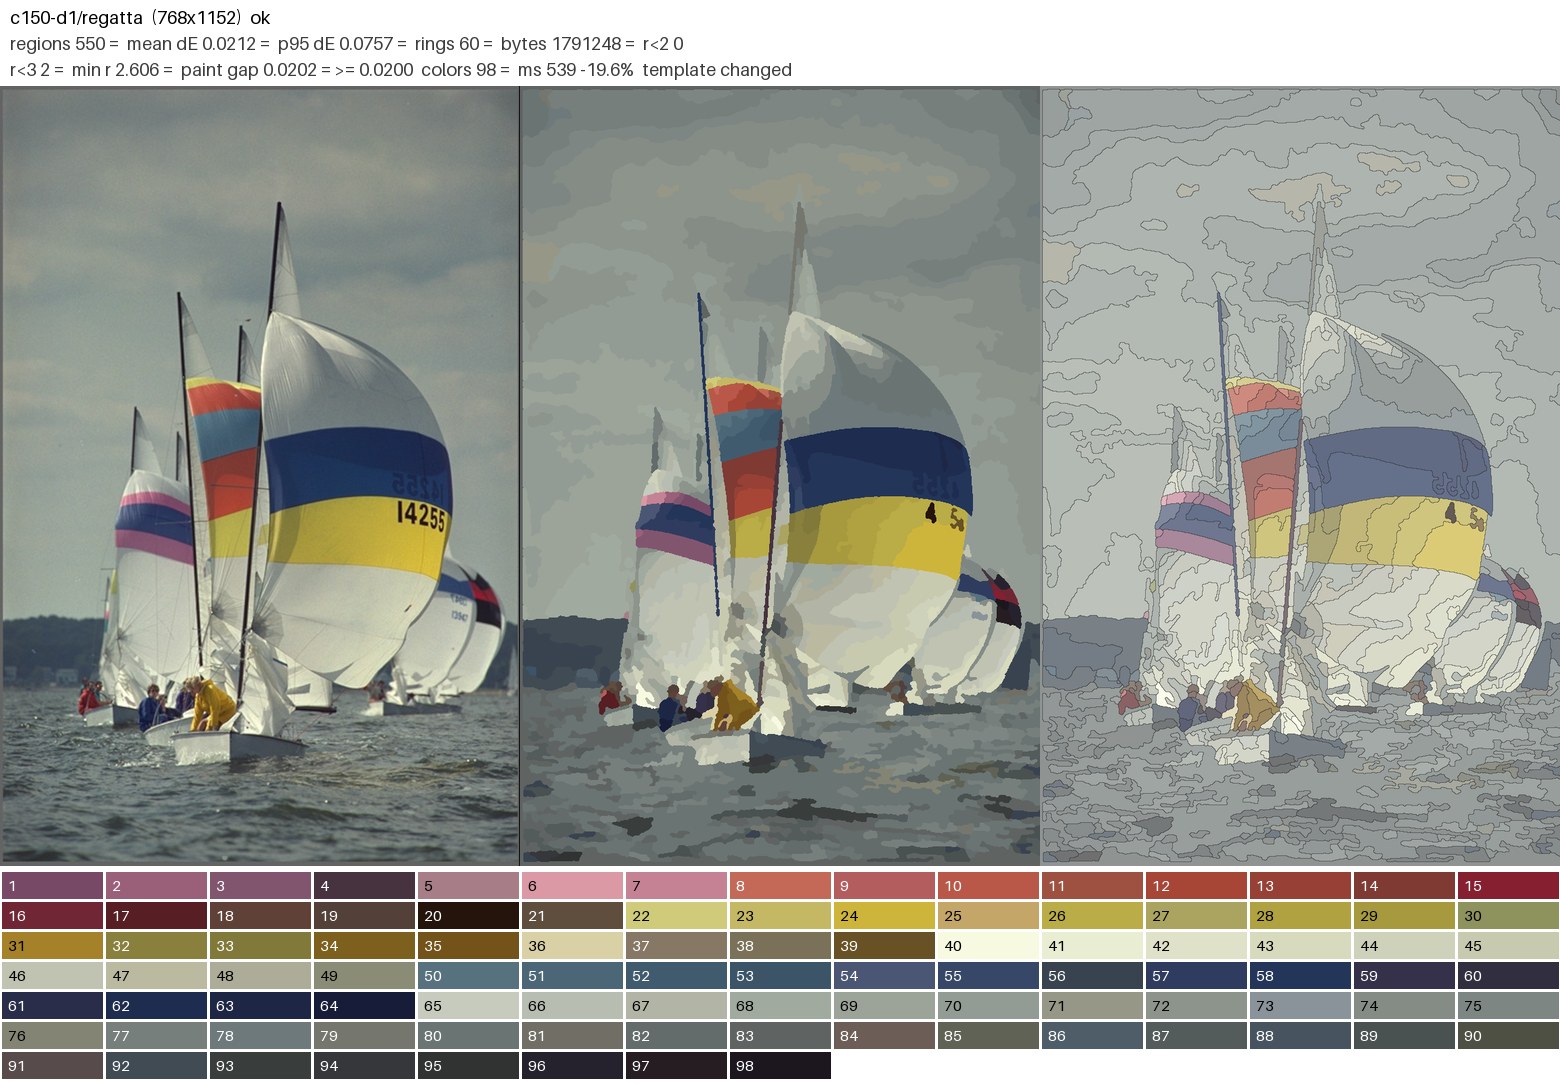 c150-d1/regatta (768x1152) ok
regions 550 = mean dE 0.0212 = p95 dE 0.0757 = rings 60 = bytes 1791248 = r<2 0
r<3 2 = min r 2.606 = paint gap 0.0202 = >= 0.0200 colors 98 = ms 539 -19.6% template changed
14255
14255
4 5
1 2 3 4 5 6 7 8 9 10 11 12 13 14 15
16 17 18 19 20 21 22 23 24 25 26 27 28 29 30
31 32 33 34 35 36 37 38 39 40 41 42 43 44 45
46 47 48 49 50 51 52 53 54 55 56 57 58 59 60
61 62 63 64 65 66 67 68 69 70 71 72 73 74 75
76 77 78 79 80 81 82 83 84 85 86 87 88 89 90
91 92 93 94 95 96 97 98